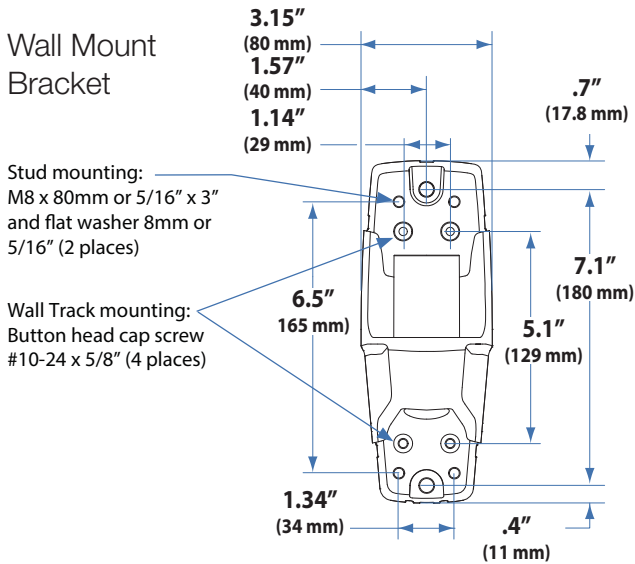 Wall Mount
Bracket
3.15”
(80 mm)
1.57”
(40 mm)
1.14”
(29 mm)
.7”
(17.8 mm)
Stud mounting:
M8 x 80mm or 5/16” x 3”
and flat washer 8mm or
5/16” (2 places)
Wall Track mounting:
Button head cap screw
#10-24 x 5/8” (4 places)
6.5”
165 mm)
7.1”
(180 mm)
5.1”
(129 mm)
1.34”
(34 mm)
.4”
(11 mm)